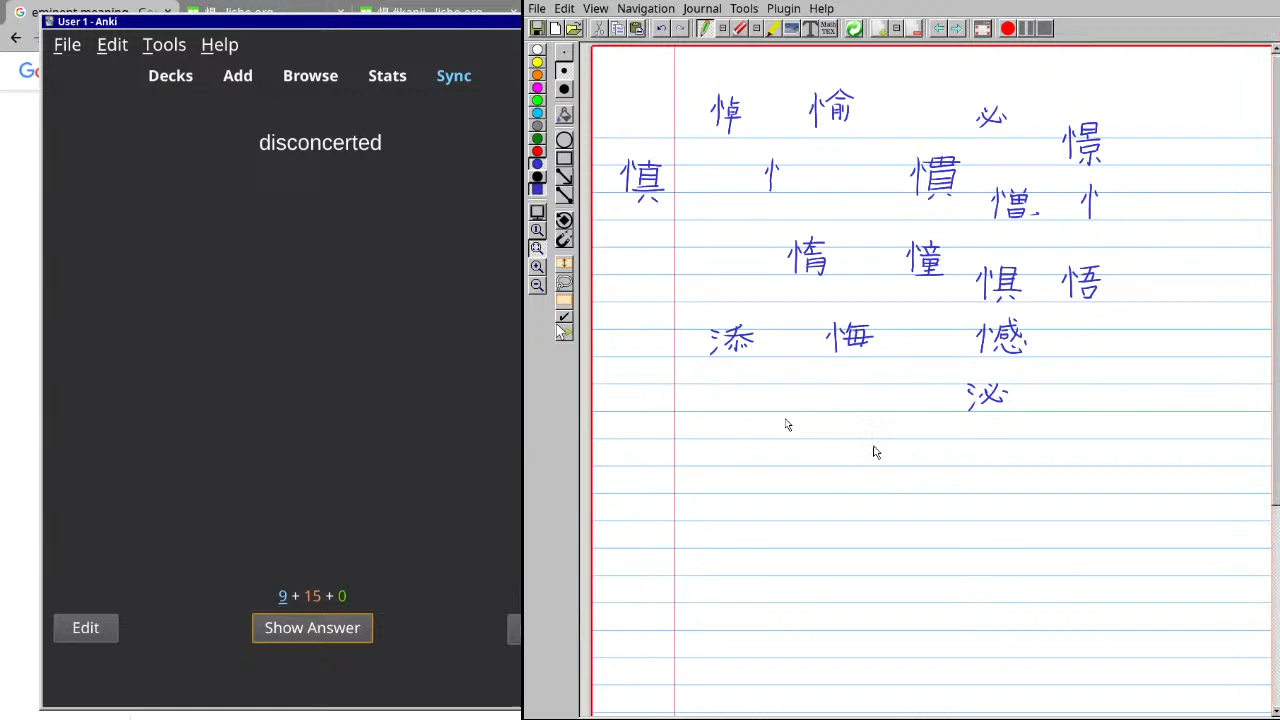 User 1 - Anki
File Edit Tools Help
Decks Add Browse Stats Sync
disconcerted
9 + 15 + 0
Edit Show Answer
File Edit View Navigation Journal Tools Options Help
悼 愉 必 憬
慎 忄 慣 憎 忄
惰 憧 惧 悟
添 悔 憾
泌